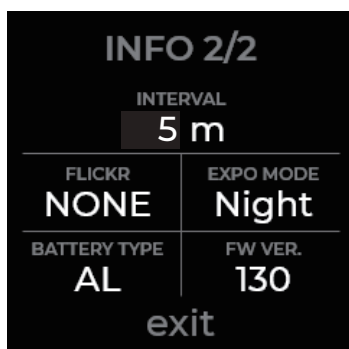 INFO 2/2
INTERVAL
5 m
FLICKR EXPO MODE
NONE Night
BATTERY TYPE FW VER.
AL 130
exit